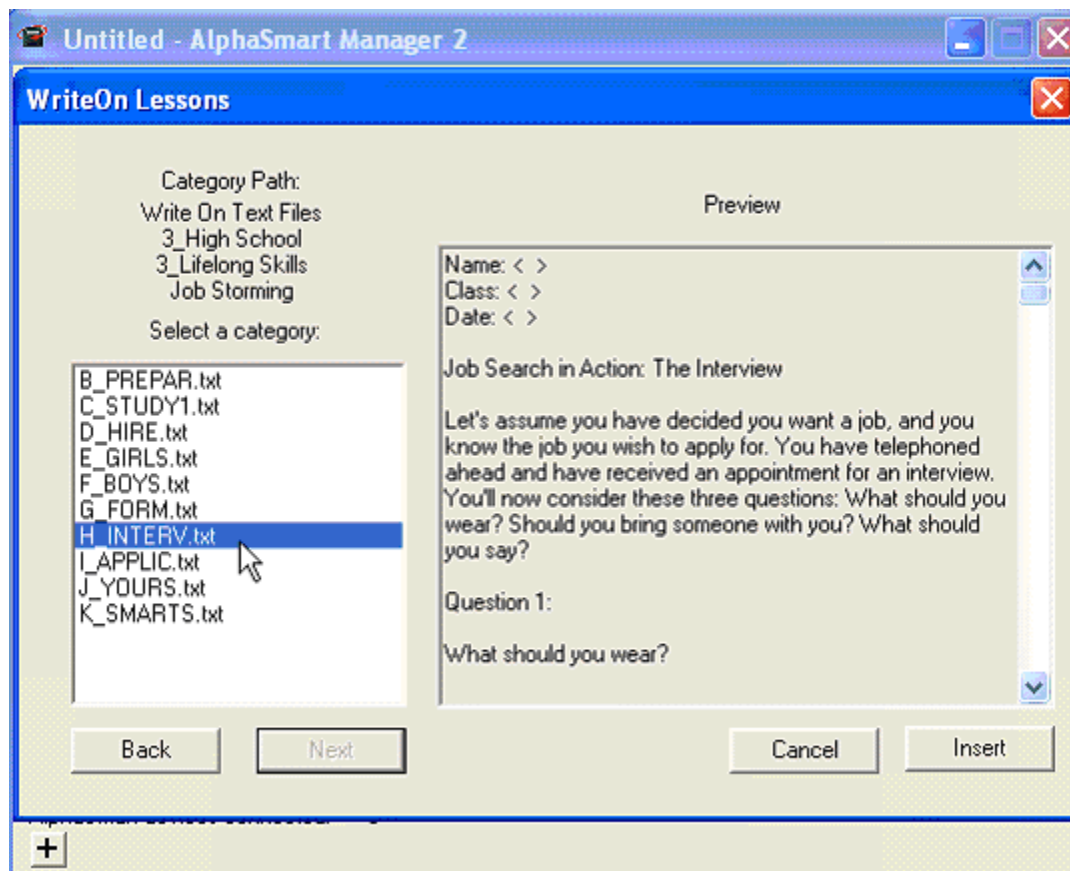 Untitled - AlphaSmart Manager 2
WriteOn Lessons
Category Path:
Write On Text Files
3_High School
3_Lifelong Skills
Job Storming
Select a category:
B_PREPAR.txt
C_STUDY1.txt
D_HIRE.txt
E_GIRLS.txt
F_BOYS.txt
G_FORM.txt
H_INTERV.txt
I_APPLIC.txt
J_YOURS.txt
K_SMARTS.txt
Preview
Name: < >
Class: < >
Date: < >
Job Search in Action: The Interview
Let's assume you have decided you want a job, and you
know the job you wish to apply for. You have telephoned
ahead and have received an appointment for an interview.
You'll now consider these three questions: What should you
wear? Should you bring someone with you? What should
you say?
Question 1:
What should you wear?
Back
Next
Cancel
Insert